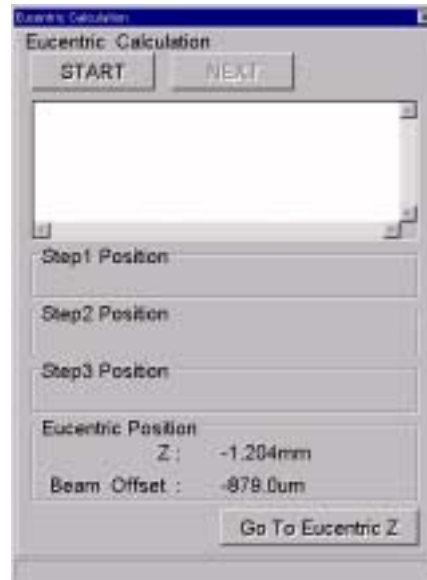 Eucentric Calculation
Eucentric Calculation
START NEXT
Step1 Position
Step2 Position
Step3 Position
Eucentric Position
Z : -1.204mm
Beam Offset : -879.0um
Go To Eucentric Z